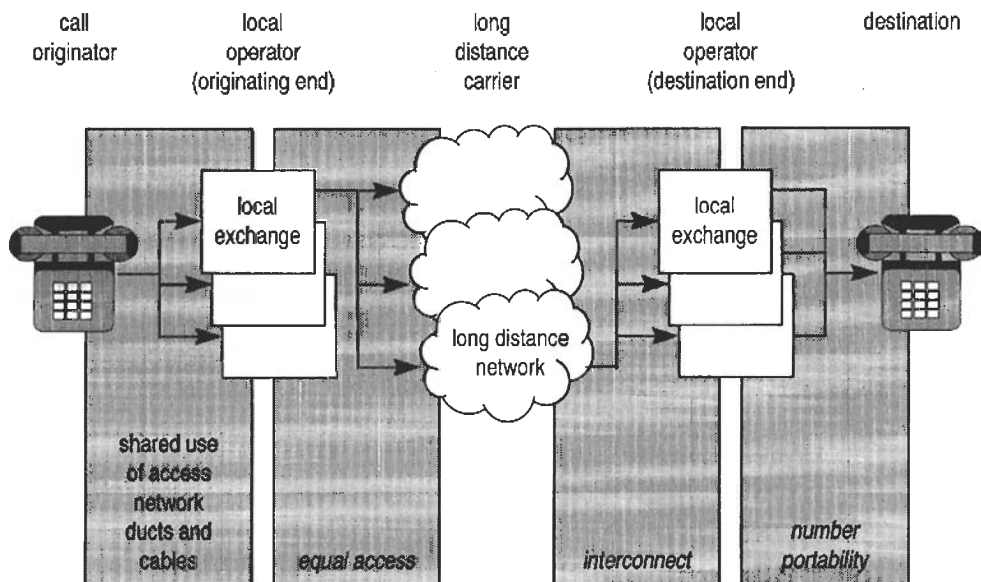 call
originator
local
operator
(originating end)
long
distance
carrier
local
operator
(destination end)
destination
local
exchange
long distance
network
local
exchange
shared use
of access
network
ducts and
cables
equal access
interconnect
number
portability